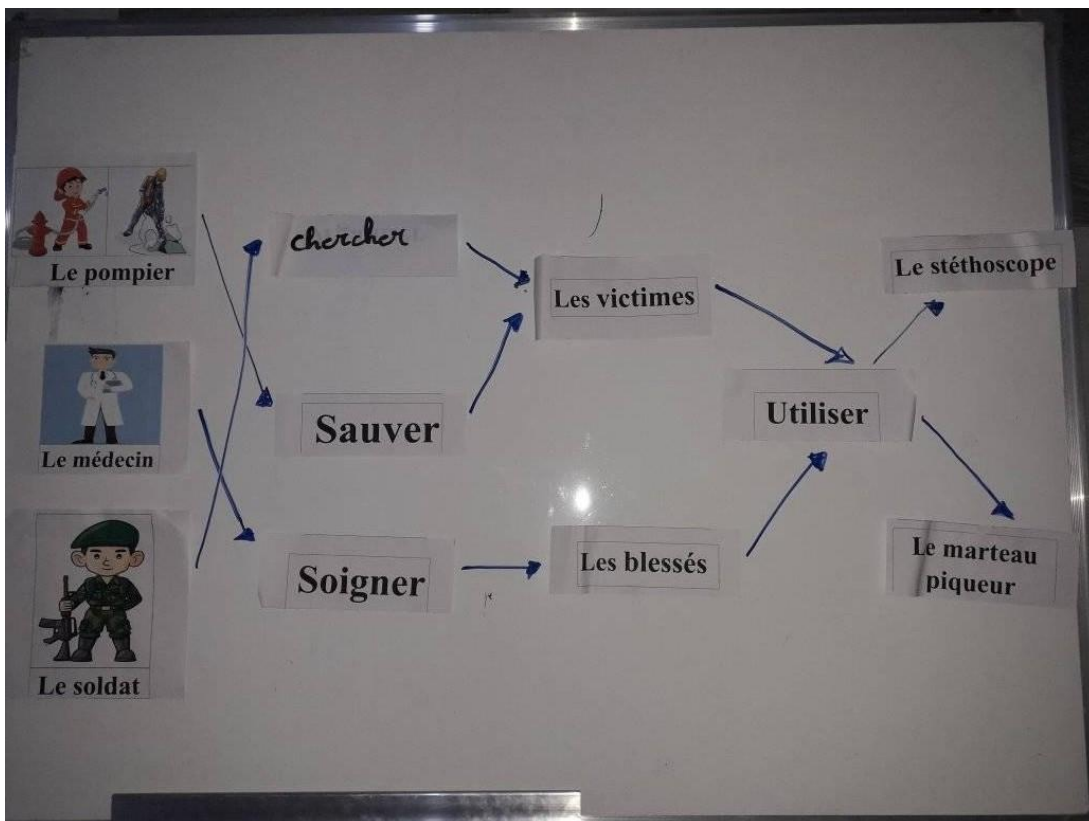 Le pompier
Le médecin
Le soldat
chercher
Sauver
Soigner
Les victimes
Les blessés
Utiliser
Le stéthoscope
Le marteau
piqueur